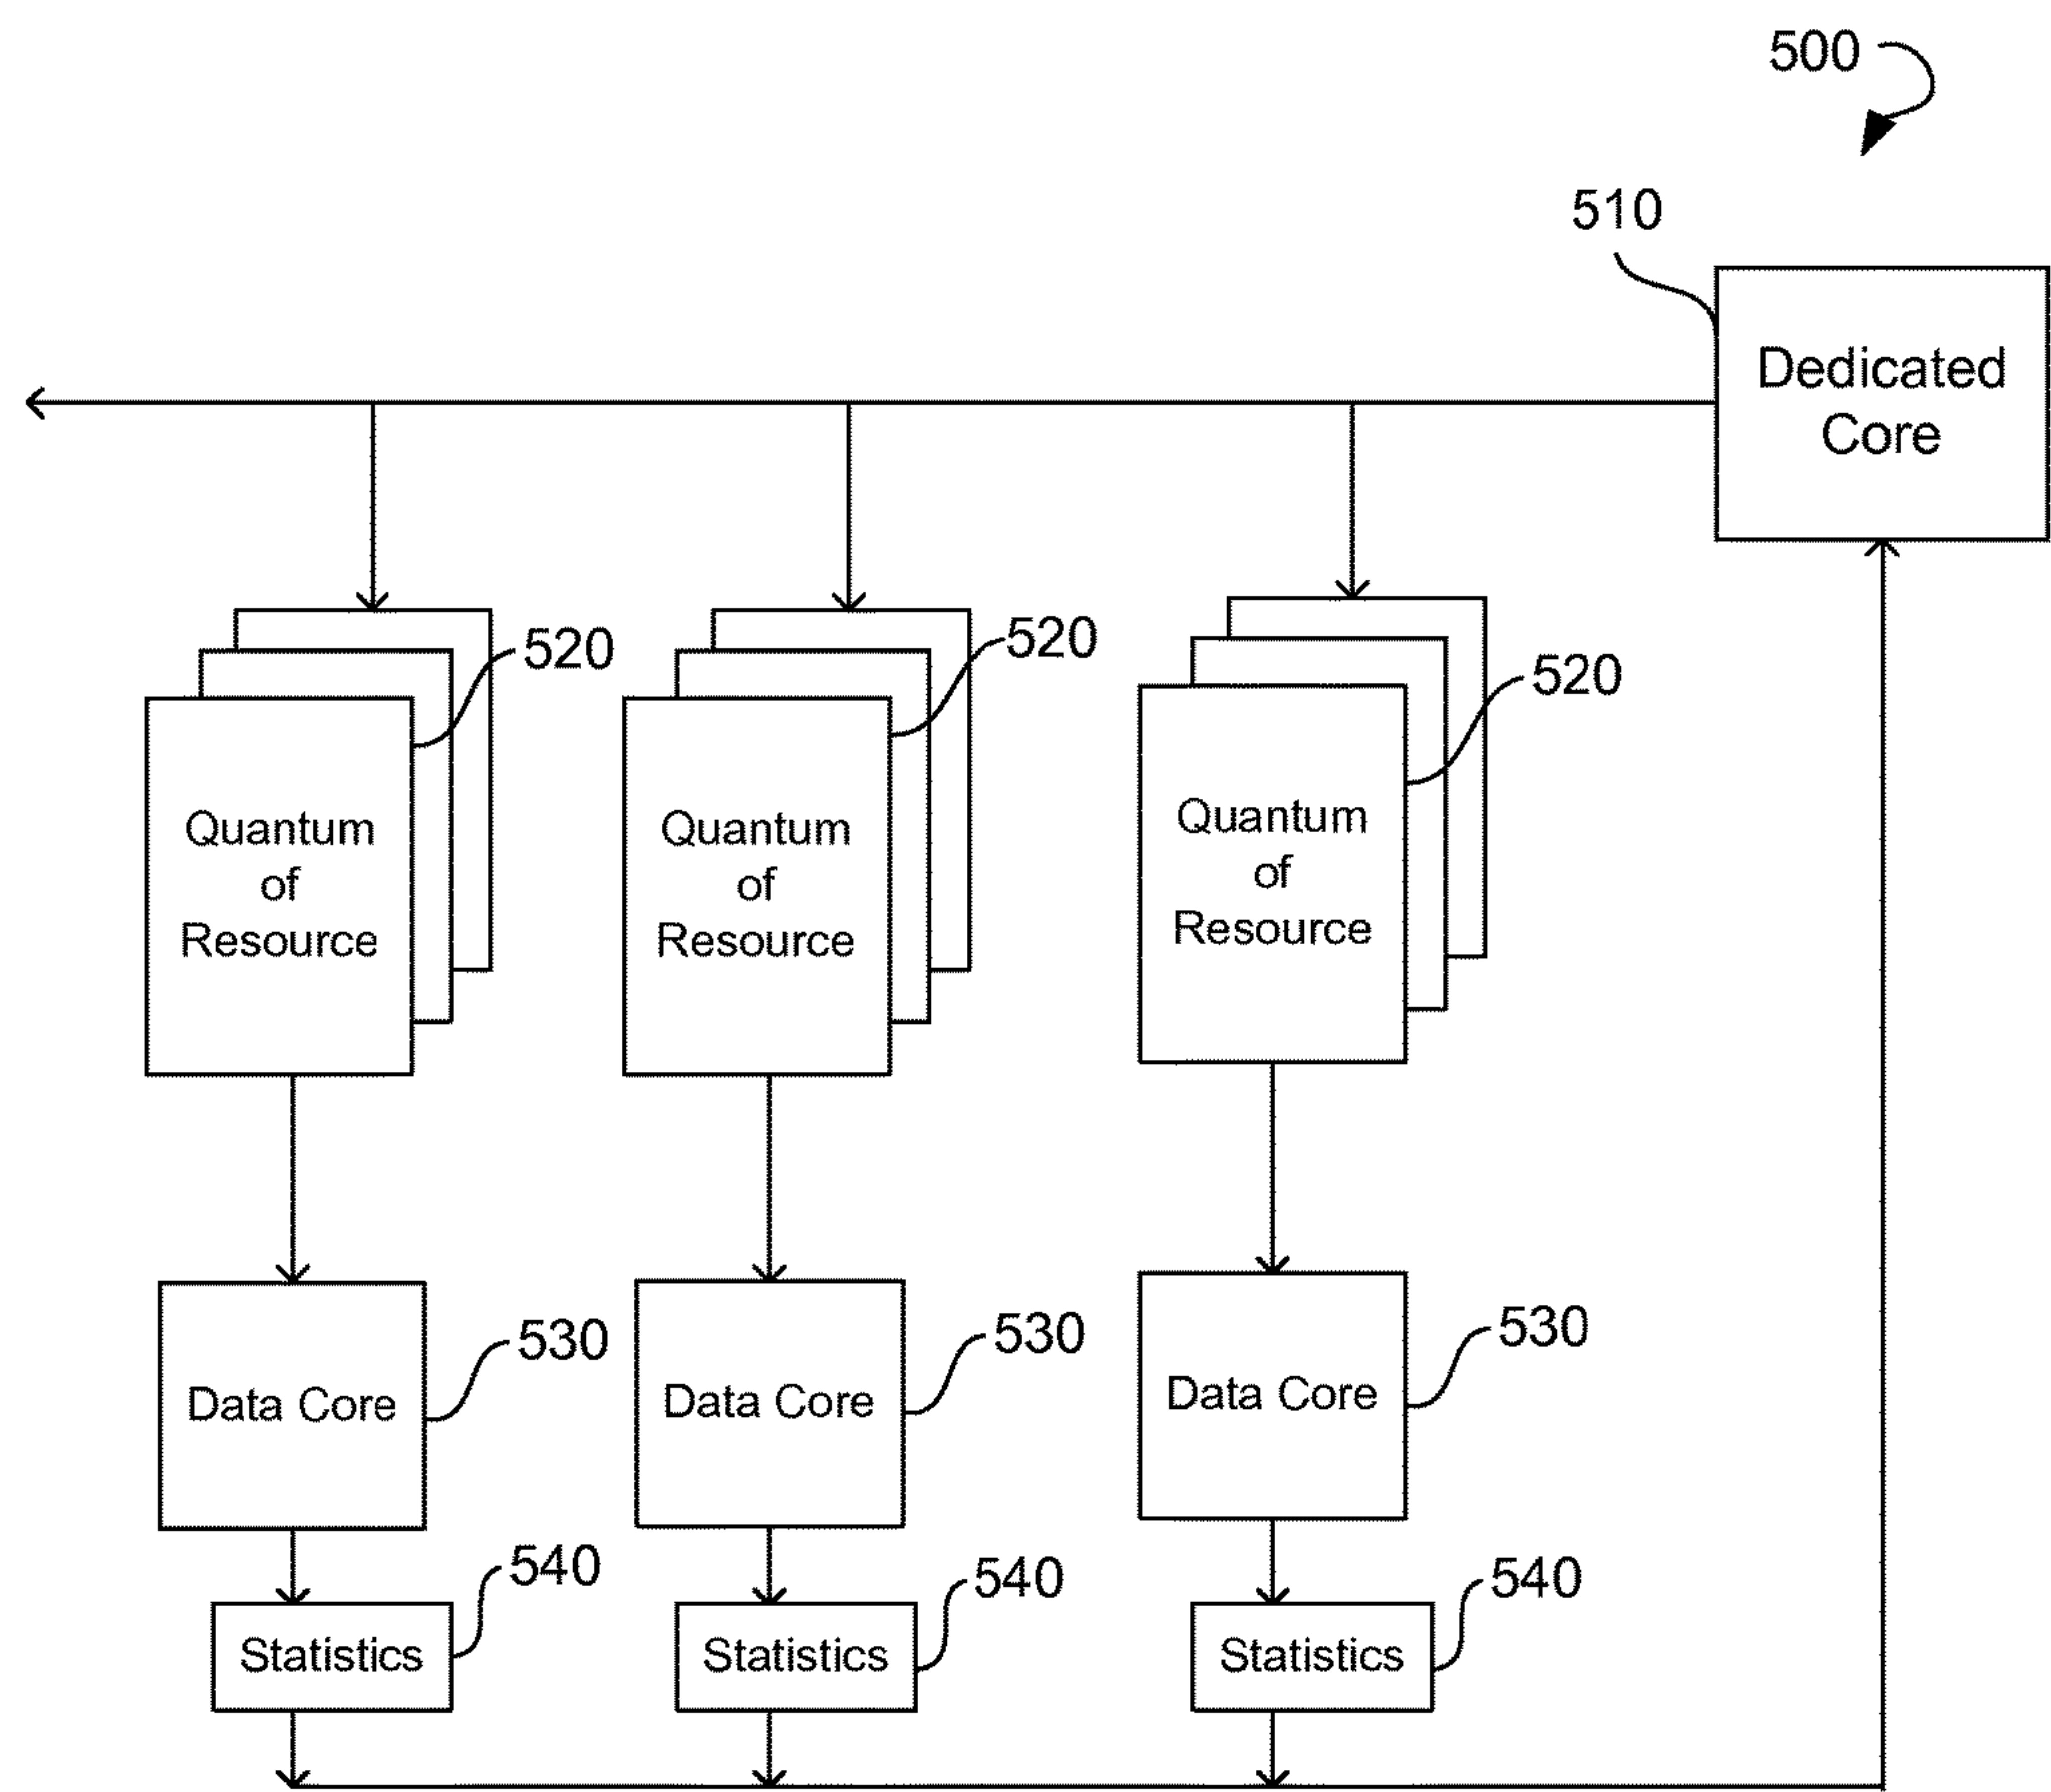 500
510
Dedicated
Core
520
520
520
Quantum
of
Resource
Quantum
of
Resource
Quantum
of
Resource
530
530
530
Data Core
Data Core
Data Core
540
540
540
Statistics
Statistics
Statistics